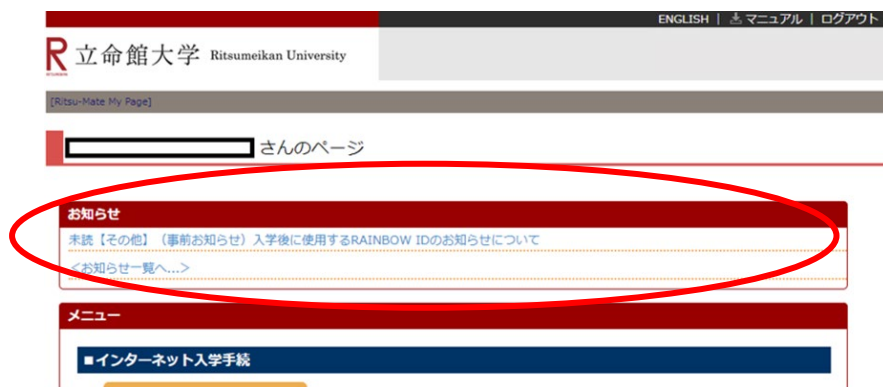 ENGLISH | マニュアル | ログアウト
R 立命館大学 Ritsumeikan University
[Ritsu-Mate My Page]
さんのページ
お知らせ
未読【その他】（事前お知らせ）入学後に使用するRAINBOW IDのお知らせについて
<お知らせ一覧へ...>
メニュー
■インターネット入学手続